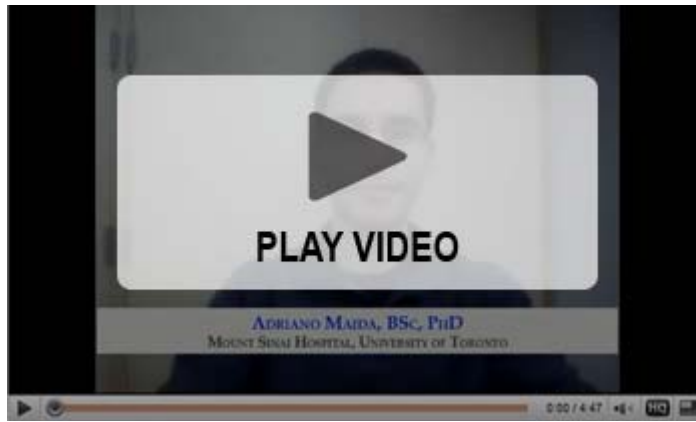 PLAY VIDEO
ADRIANO MAIDA, BSC, PHD
MOUNT SINAI HOSPITAL, UNIVERSITY OF TORONTO
0:00 / 4:47 HQ